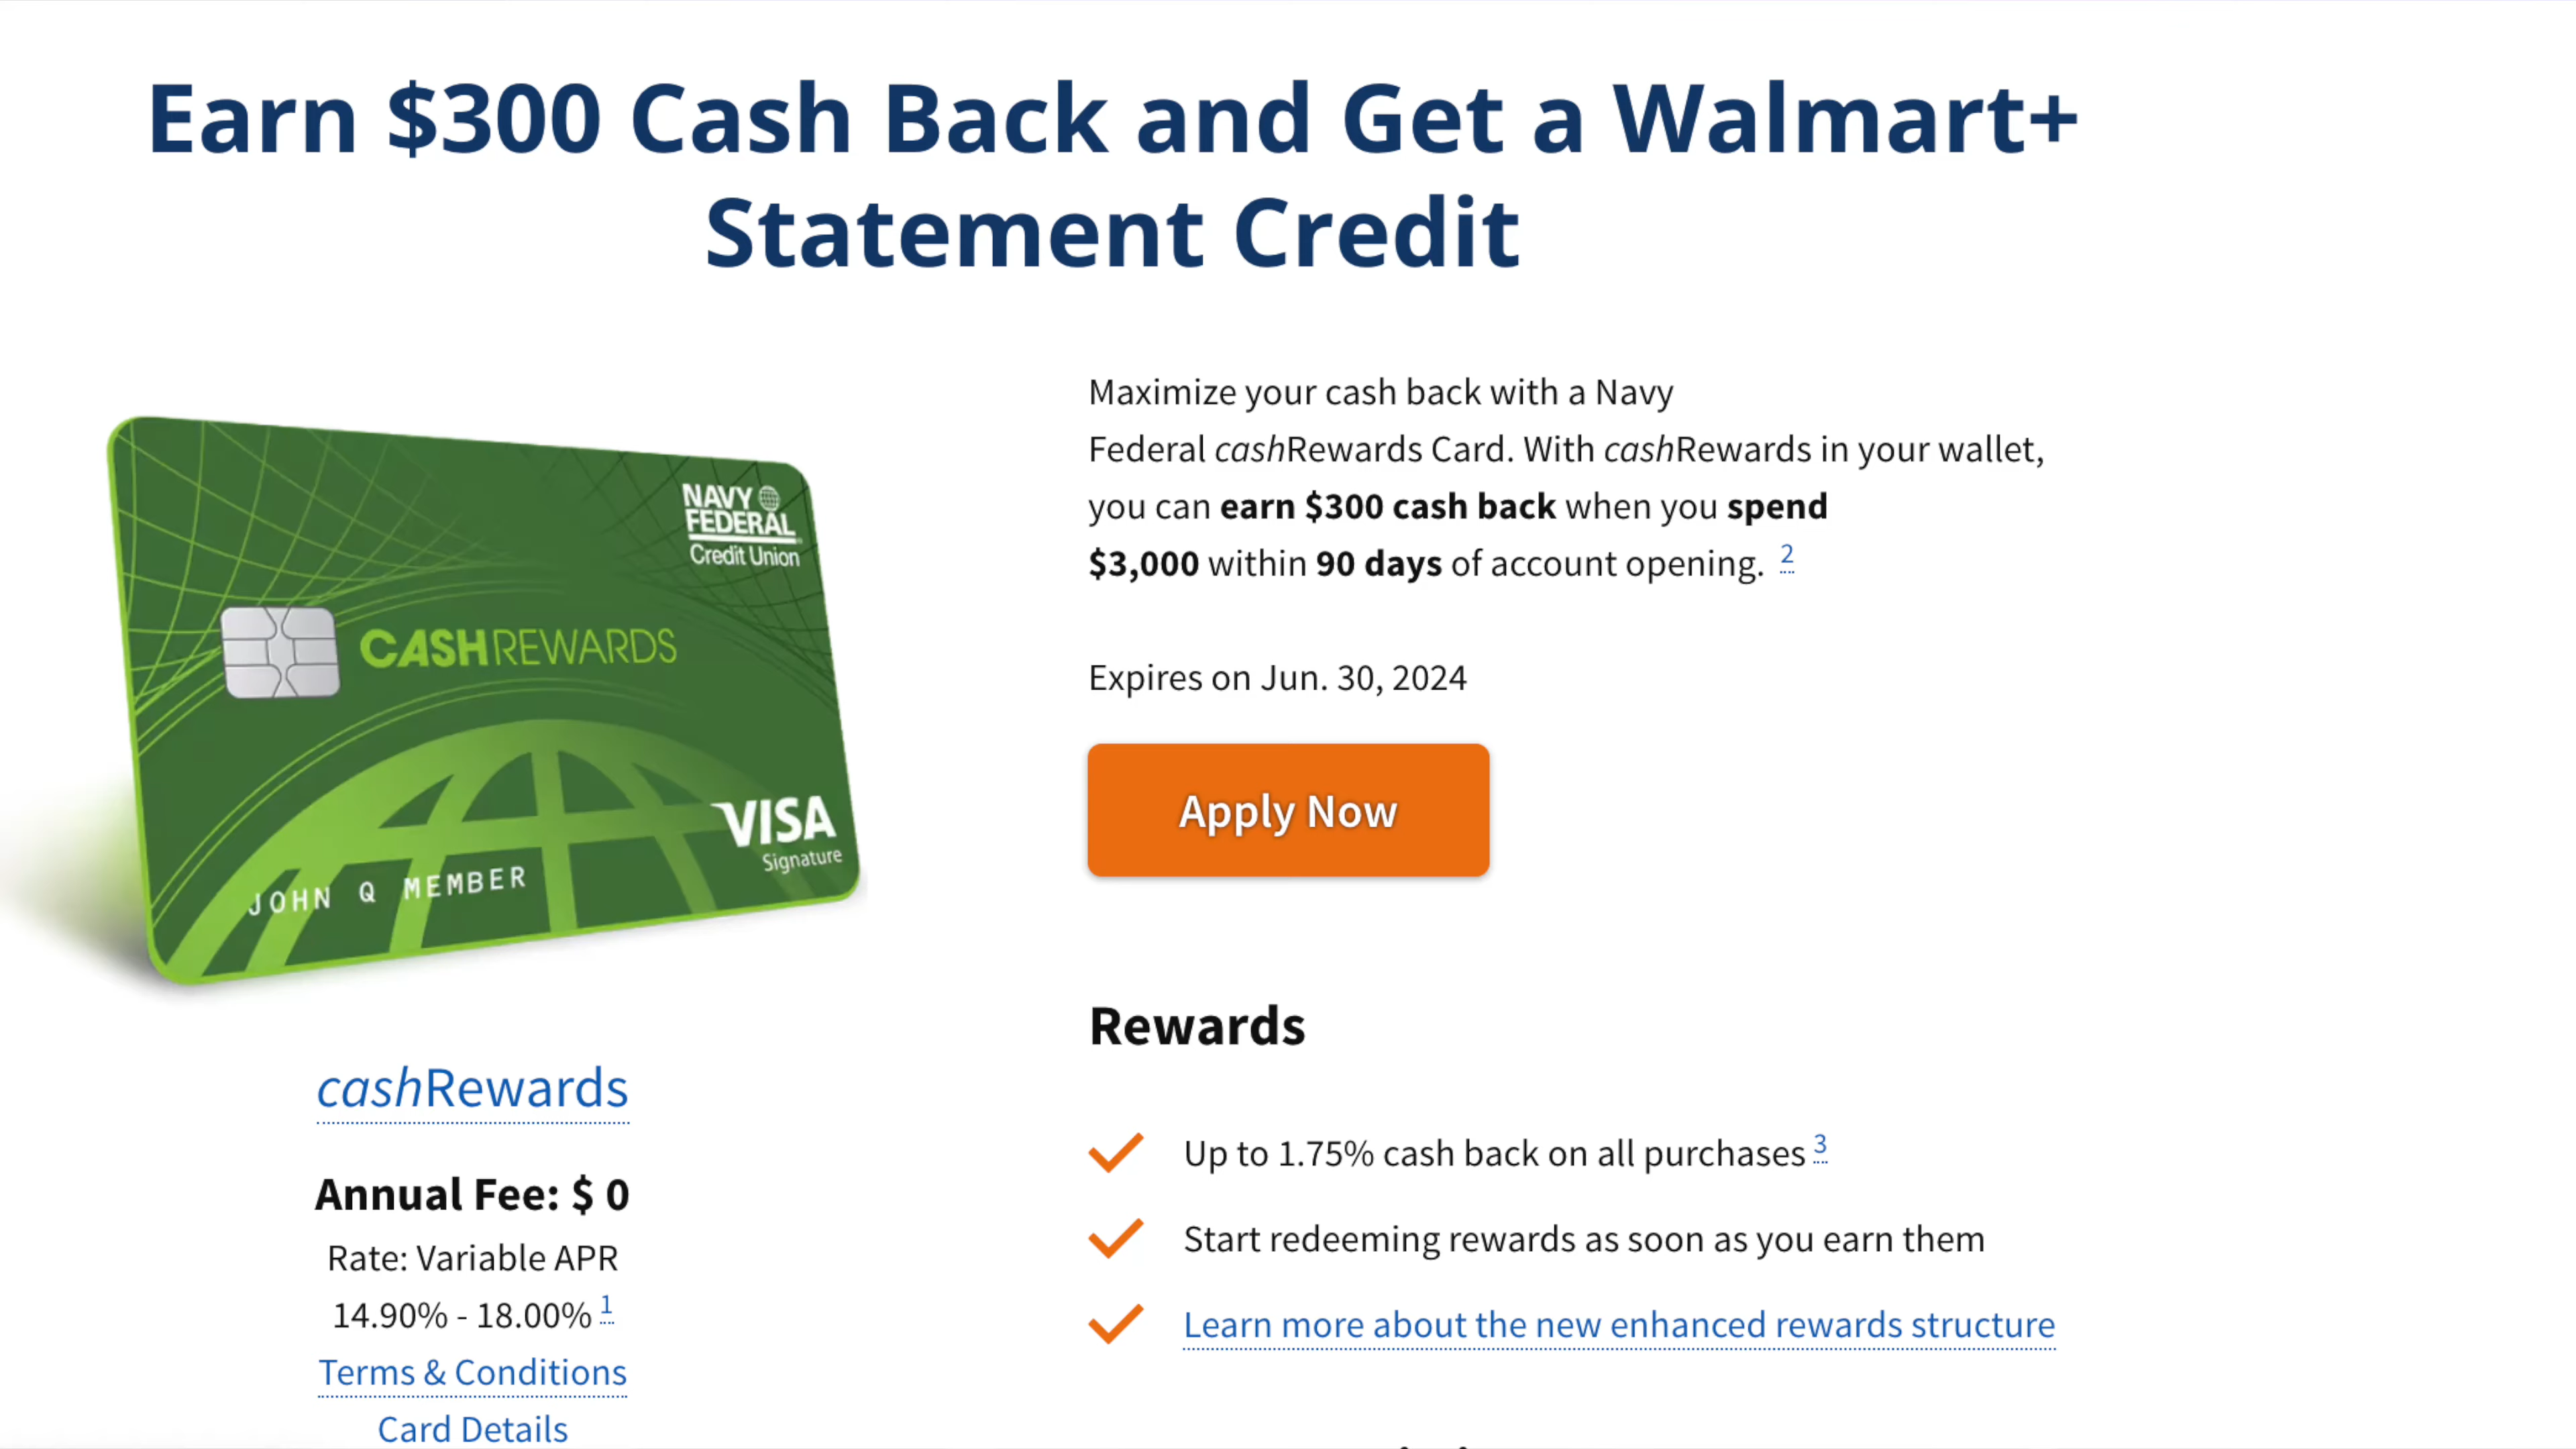 Earn $300 Cash Back and Get a Walmart+
Statement Credit
NAVY
FEDERAL
Credit Union
CASHREWARDS
VISA
Signature
JOHN Q MEMBER
cashRewards
Annual Fee: $ 0
Rate: Variable APR
14.90% - 18.00% 1
Terms & Conditions
Card Details
Maximize your cash back with a Navy
Federal cashRewards Card. With cashRewards in your wallet,
you can earn $300 cash back when you spend
$3,000 within 90 days of account opening. 2
Expires on Jun. 30, 2024
Apply Now
Rewards
Up to 1.75% cash back on all purchases 3
Start redeeming rewards as soon as you earn them
Learn more about the new enhanced rewards structure